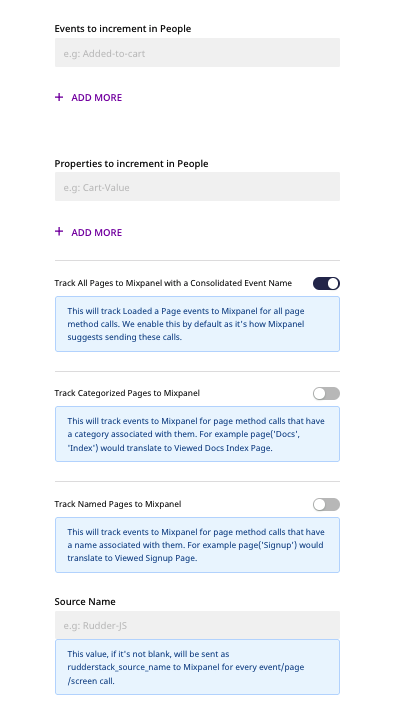 Events to increment in People
e.g: Added-to-cart
+ ADD MORE
Properties to increment in People
e.g: Cart-Value
+ ADD MORE
Track All Pages to Mixpanel with a Consolidated Event Name
This will track Loaded a Page events to Mixpanel for all page
method calls. We enable this by default as it's how Mixpanel
suggests sending these calls.
Track Categorized Pages to Mixpanel
This will track events to Mixpanel for page method calls that have
a category associated with them. For example page('Docs',
'Index') would translate to Viewed Docs Index Page.
Track Named Pages to Mixpanel
This will track events to Mixpanel for page method calls that have
a name associated with them. For example page('Signup') would
translate to Viewed Signup Page.
Source Name
e.g: Rudder-JS
This value, if it's not blank, will be sent as
rudderstack_source_name to Mixpanel for every event/page
/screen call.